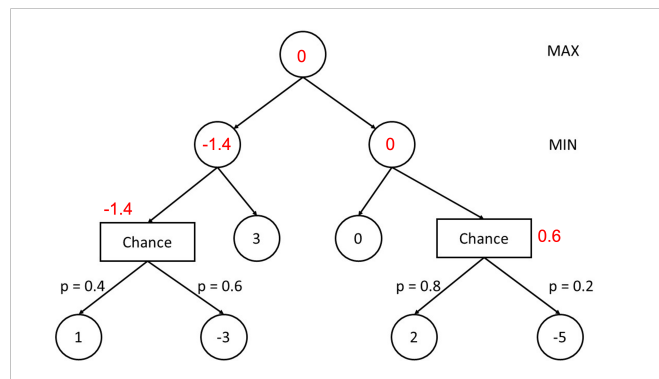 0
MAX
-1.4
0
MIN
-1.4
Chance
3
0
Chance
0.6
p = 0.4
p = 0.6
p = 0.8
p = 0.2
1
-3
2
-5